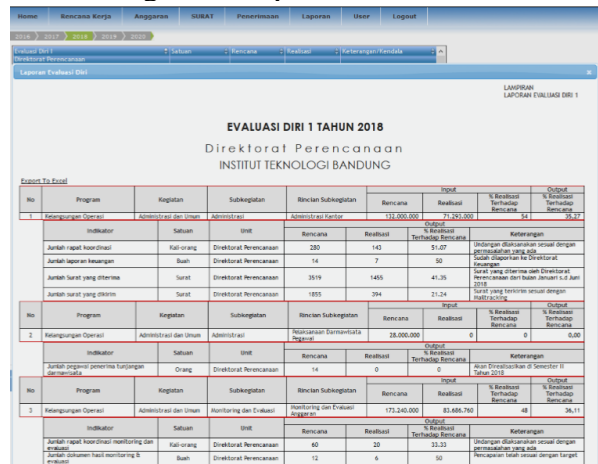 Home Rencana Kerja Anggaran SURAT Penerimaan Laporan User Logout
2016 2017 2018 2019 2020
Evaluasi Diri I Satuan Rencana Realisasi Keterangan/Kendala
Direktorat Perencanaan
Laporan Evaluasi Diri x
LAMPIRAN
LAPORAN EVALUASI DIRI 1
EVALUASI DIRI 1 TAHUN 2018
Direktorat Perencanaan
INSTITUT TEKNOLOGI BANDUNG
Export To Excel
No Program Kegiatan Subkegiatan Rincian Subkegiatan Input Output
Rencana Realisasi % Realisasi Terhadap Rencana % Realisasi Terhadap Rencana
1 Kelangsungan Operasi Administrasi dan Umum Administrasi Administrasi Kantor 132.000.000 71.293.000 54 35,27
Indikator Satuan Unit Output Keterangan
Rencana Realisasi % Realisasi Terhadap Rencana
Jumlah rapat koordinasi Kali-orang Direktorat Perencanaan 280 143 51.07 Undangan dilaksanakan sesuai dengan permasalahan yang ada
Jumlah laporan keuangan Buah Direktorat Perencanaan 14 7 50 Sudah dilaporkan ke Direktorat Keuangan
Jumlah Surat yang diterima Surat Direktorat Perencanaan 3519 1455 41.35 Surat yang diterima oleh Direktorat Perencanaan dari bulan Januari s.d Juni 2018
Jumlah surat yang dikirim Surat Direktorat Perencanaan 1855 394 21.24 Surat yang terkirim sesuai dengan Mailtracking
No Program Kegiatan Subkegiatan Rincian Subkegiatan Input Output
Rencana Realisasi % Realisasi Terhadap Rencana % Realisasi Terhadap Rencana
2 Kelangsungan Operasi Administrasi dan Umum Administrasi Pelaksanaan Darmawisata Pegawai 28.000.000 0 0 0,00
Indikator Satuan Unit Output Keterangan
Rencana Realisasi % Realisasi Terhadap Rencana
Jumlah pegawai penerima tunjangan darmawisata Orang Direktorat Perencanaan 14 0 0 Akan Direalisasikan di Semester II Tahun 2018
No Program Kegiatan Subkegiatan Rincian Subkegiatan Input Output
Rencana Realisasi % Realisasi Terhadap Rencana % Realisasi Terhadap Rencana
3 Kelangsungan Operasi Administrasi dan Umum Monitoring dan Evaluasi Monitoring dan Evaluasi Anggaran 173.240.000 83.686.760 48 36,11
Indikator Satuan Unit Output Keterangan
Rencana Realisasi % Realisasi Terhadap Rencana
Jumlah rapat koordinasi monitoring dan evaluasi Kali-orang Direktorat Perencanaan 60 20 33.33 Undangan dilaksanakan sesuai dengan permasalahan yang ada
Jumlah dokumen hasil monitoring & evaluasi Buah Direktorat Perencanaan 12 6 50 Pencapaian telah sesuai dengan target